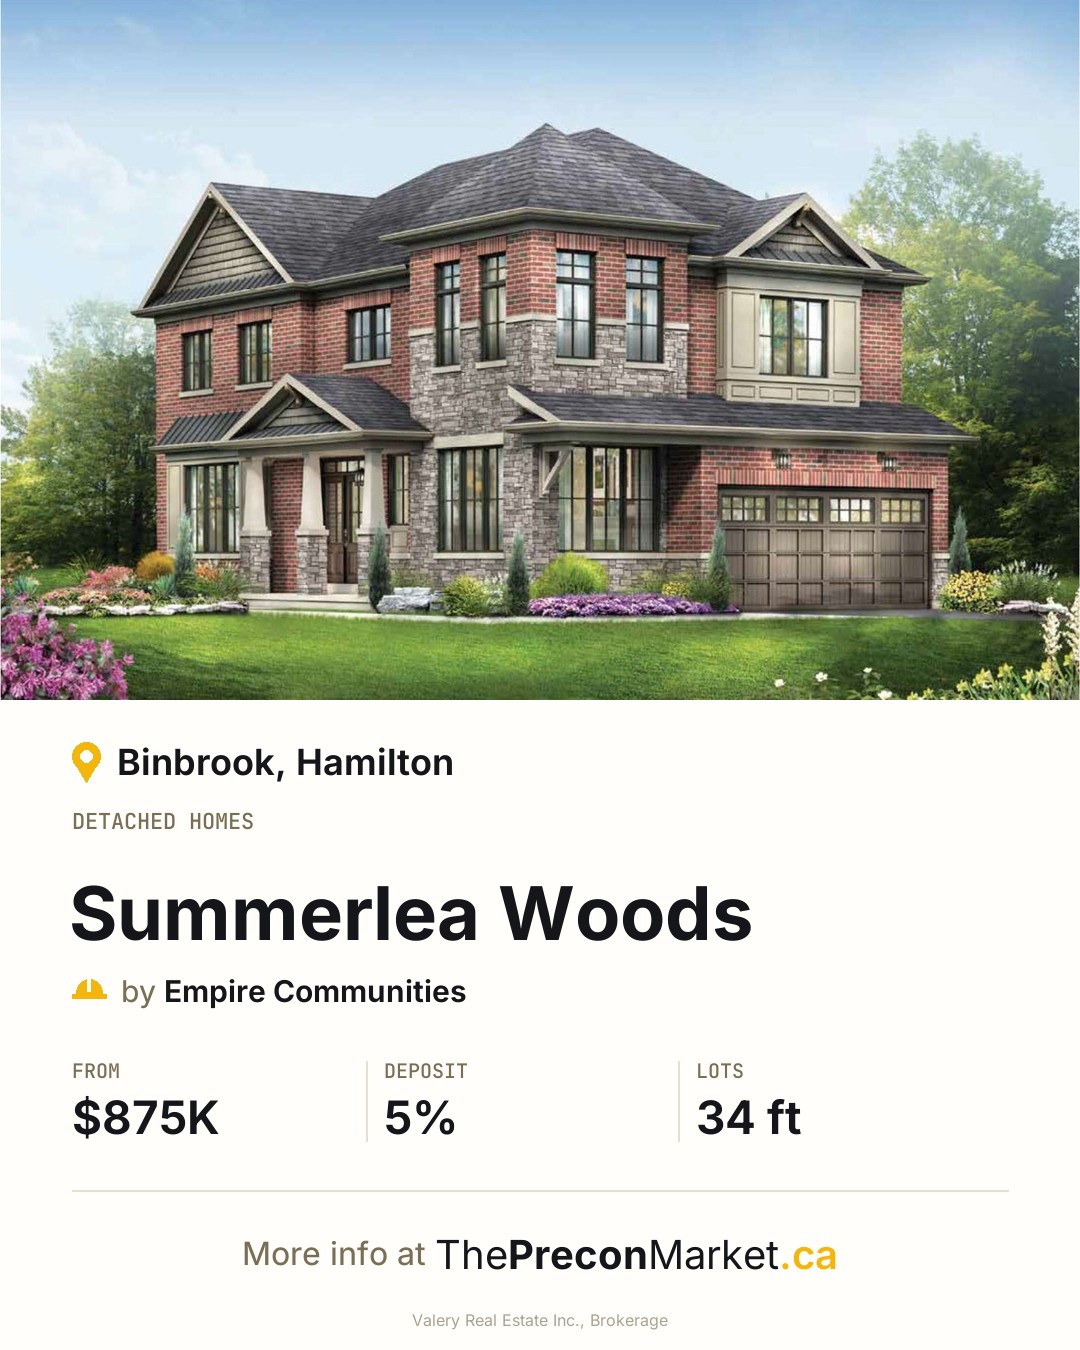 Binbrook, Hamilton
DETACHED HOMES
Summerlea Woods
by Empire Communities
FROM
$875K
DEPOSIT
5%
LOTS
34 ft
More info at ThePreconMarket.ca
Valery Real Estate Inc., Brokerage